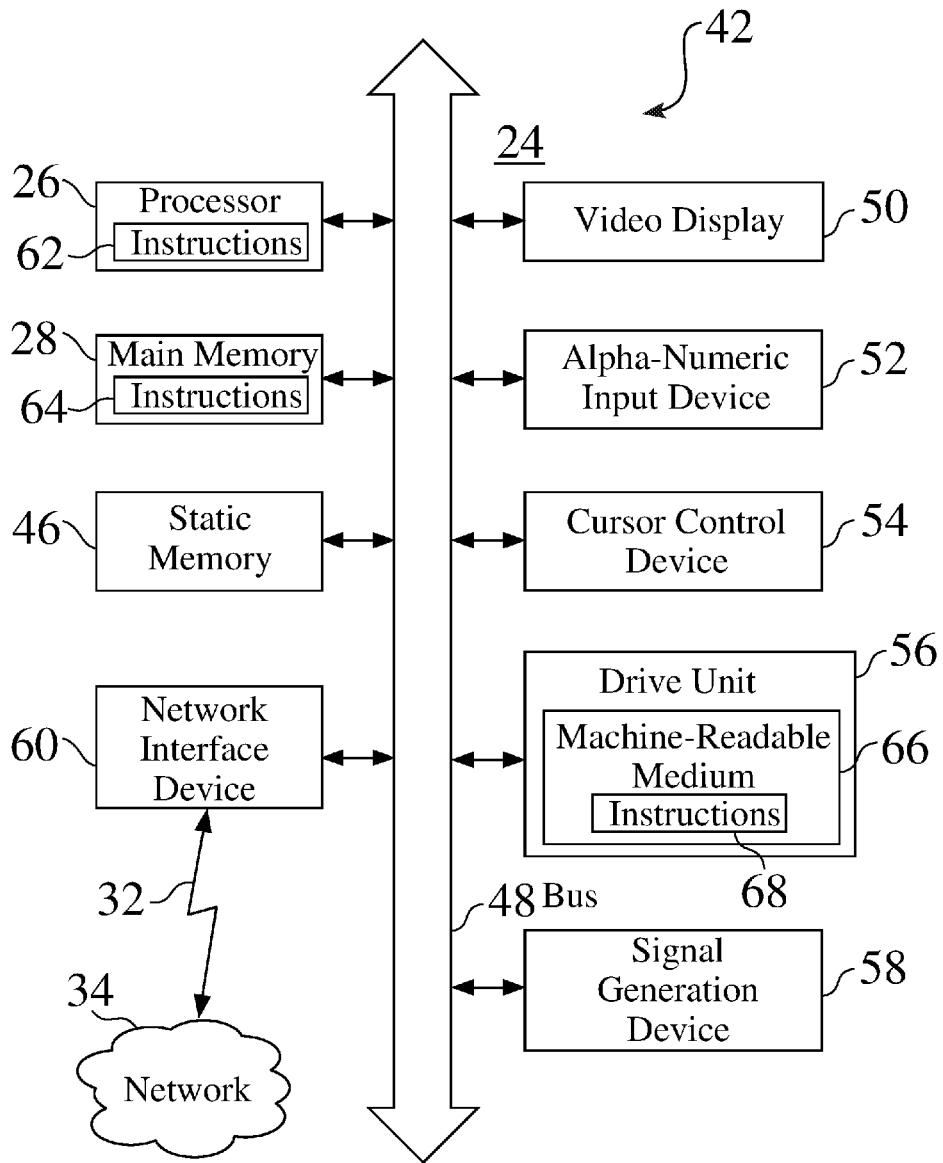 42
24
26
Processor
62
Instructions
Video Display
50
28
Main Memory
64
Instructions
Alpha-Numeric
Input Device
52
46
Static
Memory
Cursor Control
Device
54
60
Network
Interface
Device
Drive Unit
56
Machine-Readable
Medium
66
Instructions
68
32
48 Bus
Signal
Generation
Device
58
34
Network